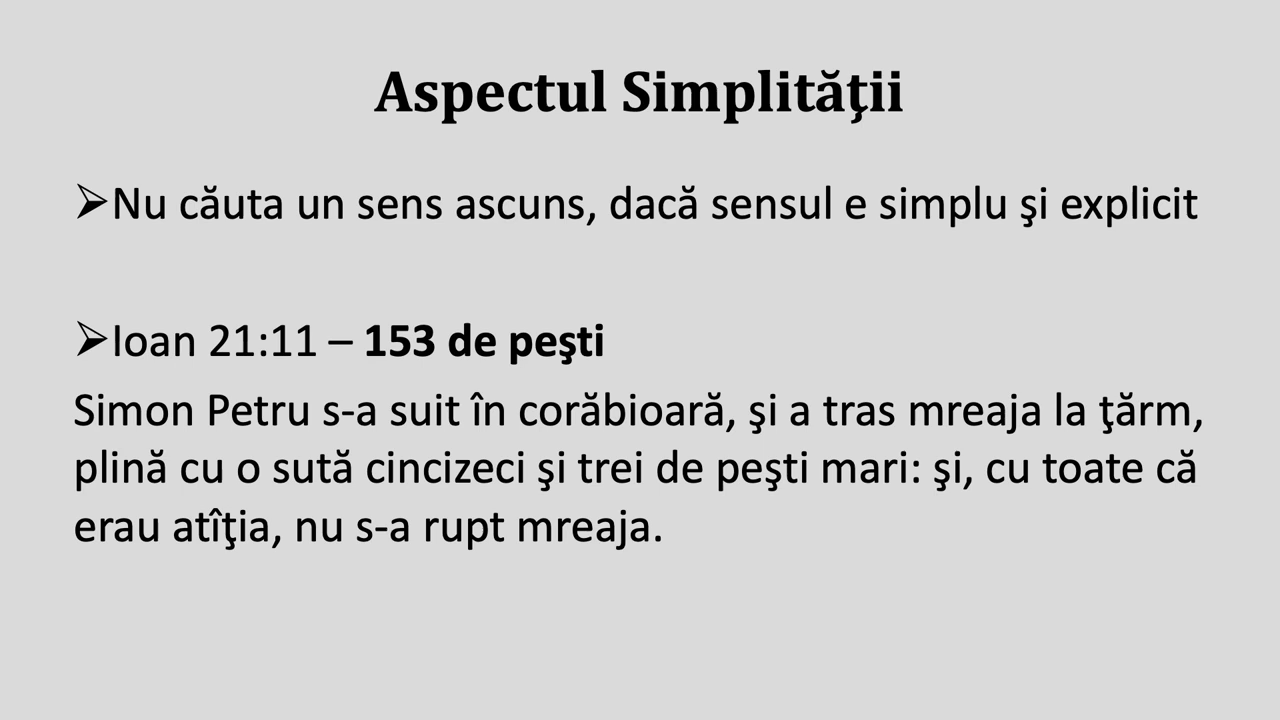 Aspectul Simplităţii
➢Nu căuta un sens ascuns, dacă sensul e simplu şi explicit
➢Ioan 21:11 – 153 de peşti
Simon Petru s-a suit în corăbioară, şi a tras mreaja la ţărm,
plină cu o sută cincizeci şi trei de peşti mari: şi, cu toate că
erau atîţia, nu s-a rupt mreaja.